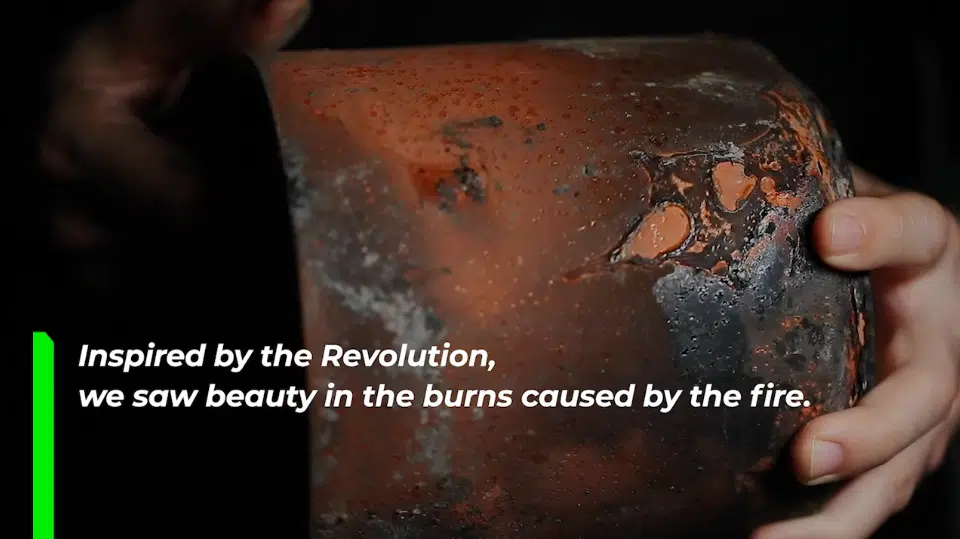 Inspired by the Revolution,
we saw beauty in the burns caused by the fire.